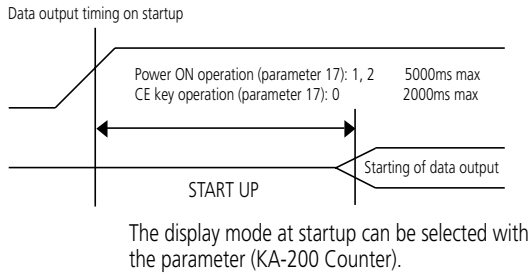 Data output timing on startup
Power ON operation (parameter 17): 1, 2 5000ms max
CE key operation (parameter 17): 0 2000ms max
Starting of data output
START UP
The display mode at startup can be selected with
the parameter (KA-200 Counter).